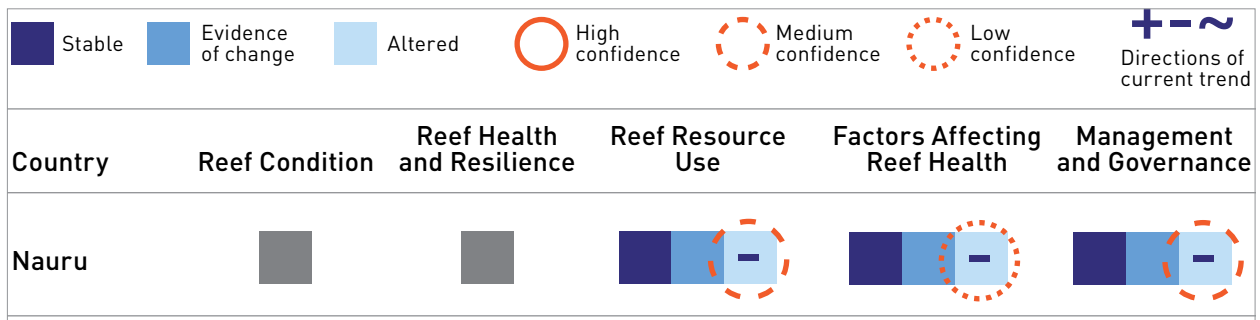 Stable
Evidence
of change
Altered
High
confidence
Medium
confidence
Low
confidence
+ − ~
Directions of
current trend
Country
Reef Condition
Reef Health
and Resilience
Reef Resource
Use
Factors Affecting
Reef Health
Management
and Governance
Nauru
−
−
−